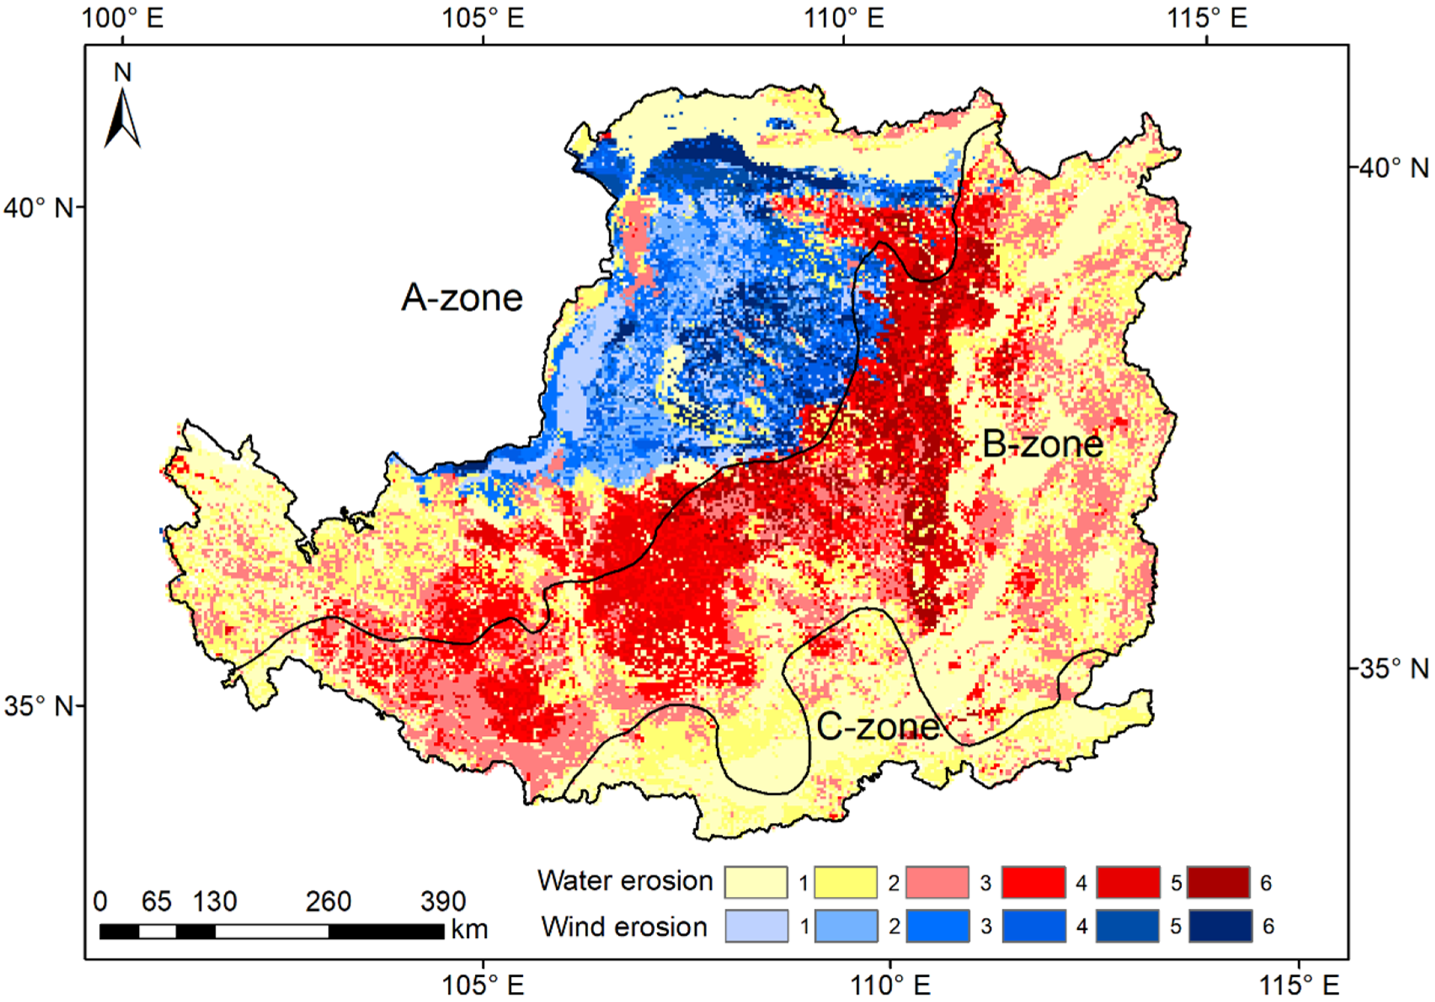 100° E 105° E 110° E 115° E
N
40° N
40° N
A-zone
B-zone
35° N
35° N
C-zone
Water erosion 1 2 3 4 5 6
0 65 130 260 390
km
Wind erosion 1 2 3 4 5 6
105° E 110° E 115° E